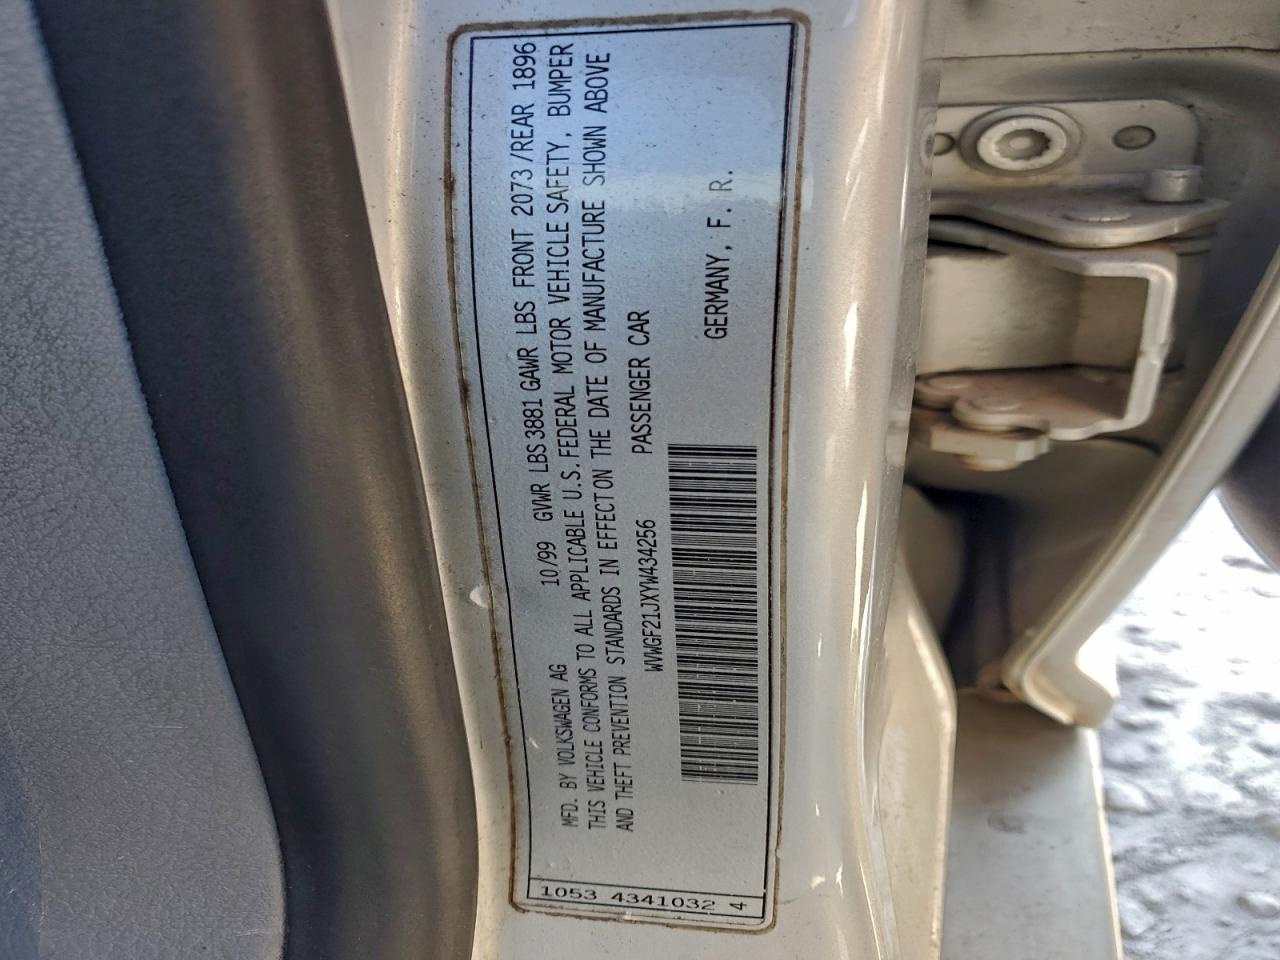 MFD. BY VOLKSWAGEN AG 10/99 GVWR LBS 3881 GAWR LBS FRONT 2073/REAR 1896
THIS VEHICLE CONFORMS TO ALL APPLICABLE U.S. FEDERAL MOTOR VEHICLE SAFETY, BUMPER
AND THEFT PREVENTION STANDARDS IN EFFECT ON THE DATE OF MANUFACTURE SHOWN ABOVE
WVWGF21JXYW434256 PASSENGER CAR
GERMANY, F. R.
1053 4341032 4